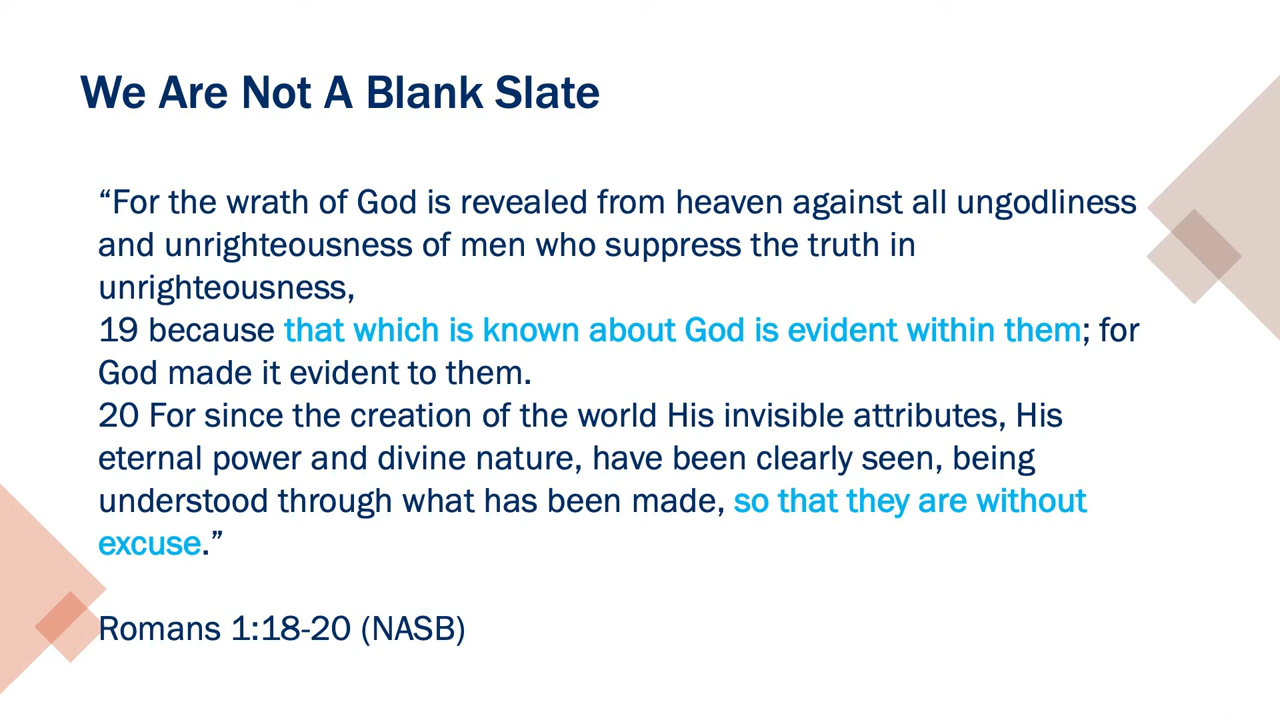 We Are Not A Blank Slate
“For the wrath of God is revealed from heaven against all ungodliness
and unrighteousness of men who suppress the truth in
unrighteousness,
19 because that which is known about God is evident within them; for
God made it evident to them.
20 For since the creation of the world His invisible attributes, His
eternal power and divine nature, have been clearly seen, being
understood through what has been made, so that they are without
excuse.”
Romans 1:18-20 (NASB)